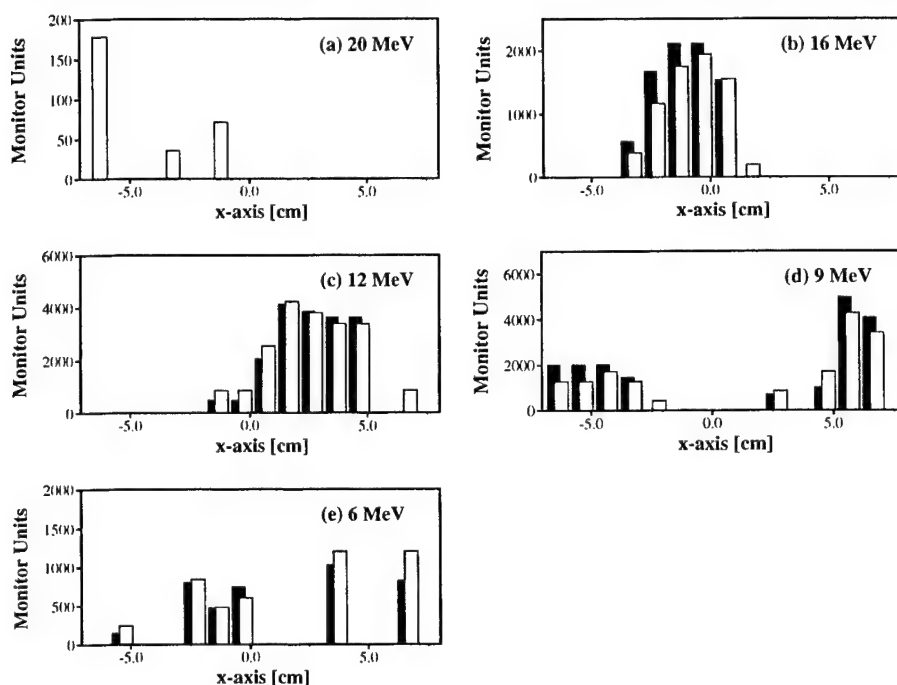 (a) 20 MeV
Monitor Units
200
150
100
50
0
-5.0 0.0 5.0
x-axis [cm]
(b) 16 MeV
Monitor Units
2000
1000
0
-5.0 0.0 5.0
x-axis [cm]
(c) 12 MeV
Monitor Units
6000
4000
2000
0
-5.0 0.0 5.0
x-axis [cm]
(d) 9 MeV
Monitor Units
6000
4000
2000
0
-5.0 0.0 5.0
x-axis [cm]
(e) 6 MeV
Monitor Units
2000
1500
1000
500
0
-5.0 0.0 5.0
x-axis [cm]